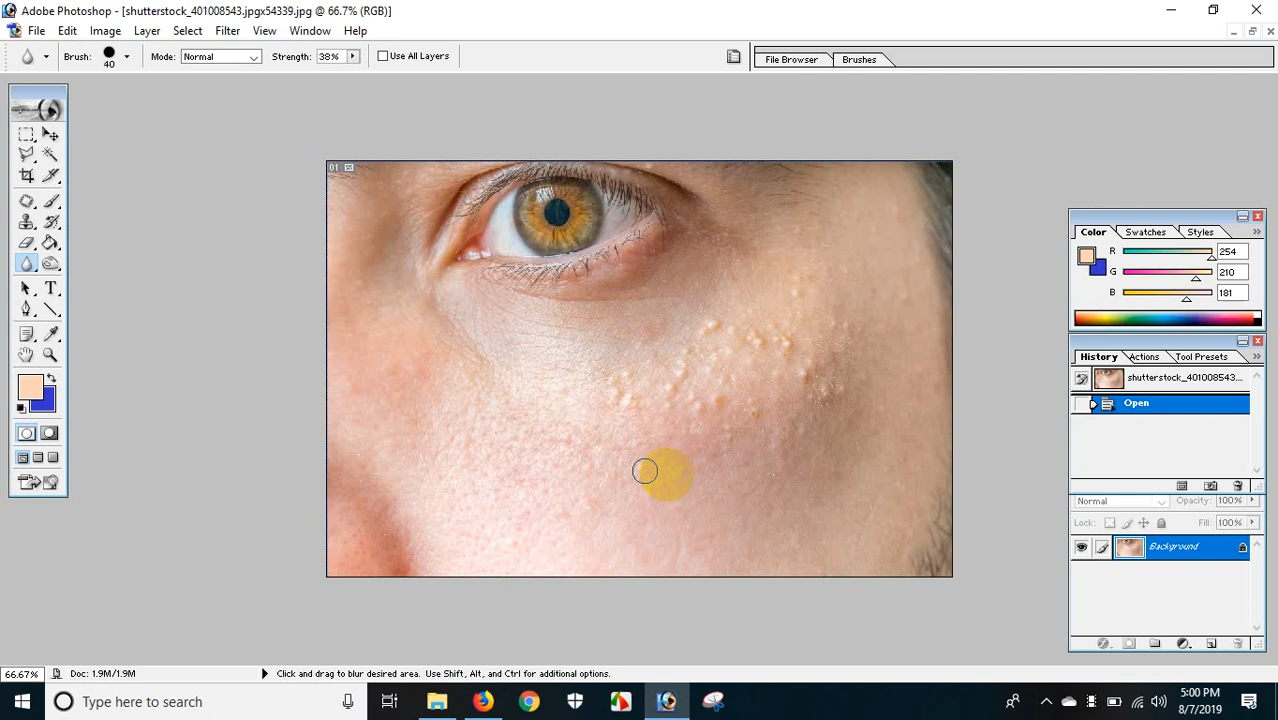 Adobe Photoshop - [shutterstock_401008543.jpgx54339.jpg @ 66.7% (RGB)]
File Edit Image Layer Select Filter View Window Help
Brush: 40 Mode: Normal Strength: 38% Use All Layers File Browser Brushes
01
Color Swatches Styles
R 254
G 210
B 181
History Actions Tool Presets
shutterstock_401008543...
Open
Normal Opacity: 100%
Lock: Fill: 100%
Background
66.67% Doc: 1.9M/1.9M Click and drag to blur desired area. Use Shift, Alt, and Ctrl for additional options.
Type here to search
5:00 PM
8/7/2019